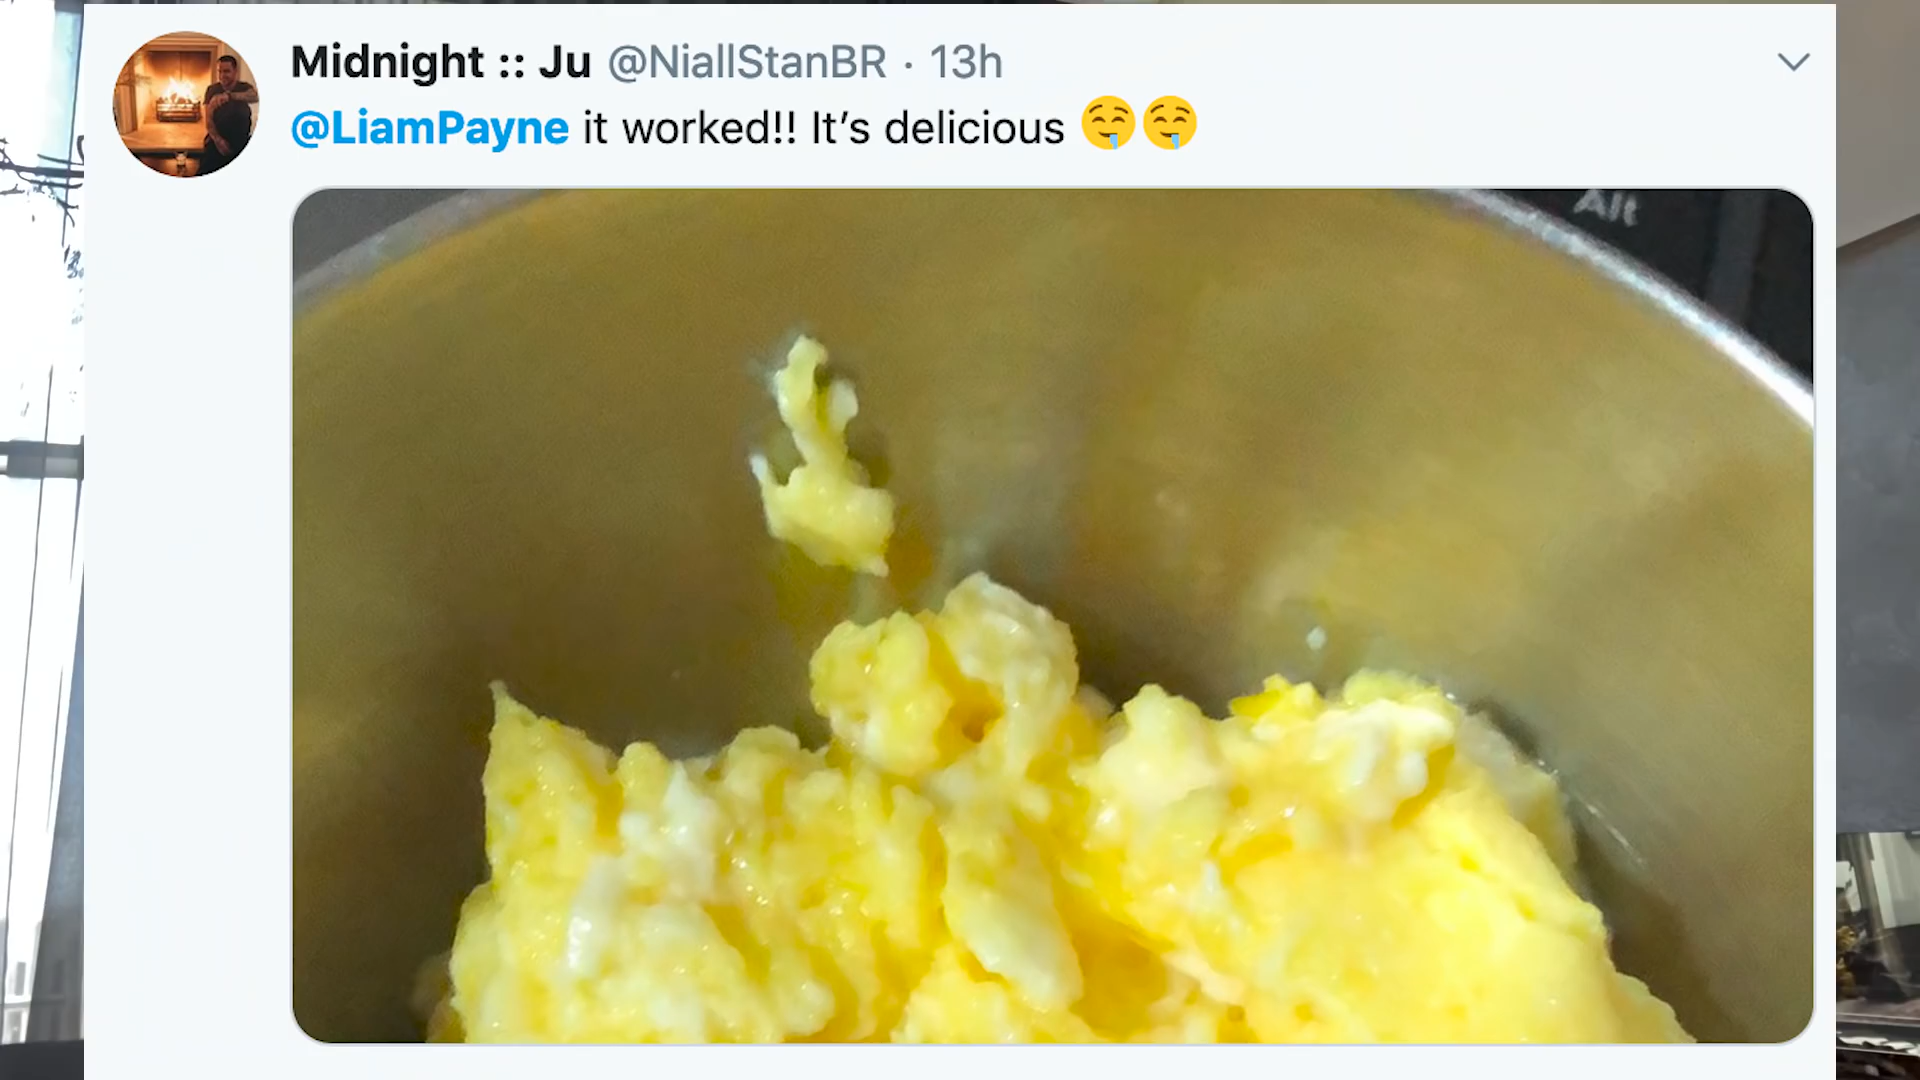 Midnight :: Ju @NiallStanBR · 13h
@LiamPayne it worked!! It’s delicious 🤤🤤
Alt